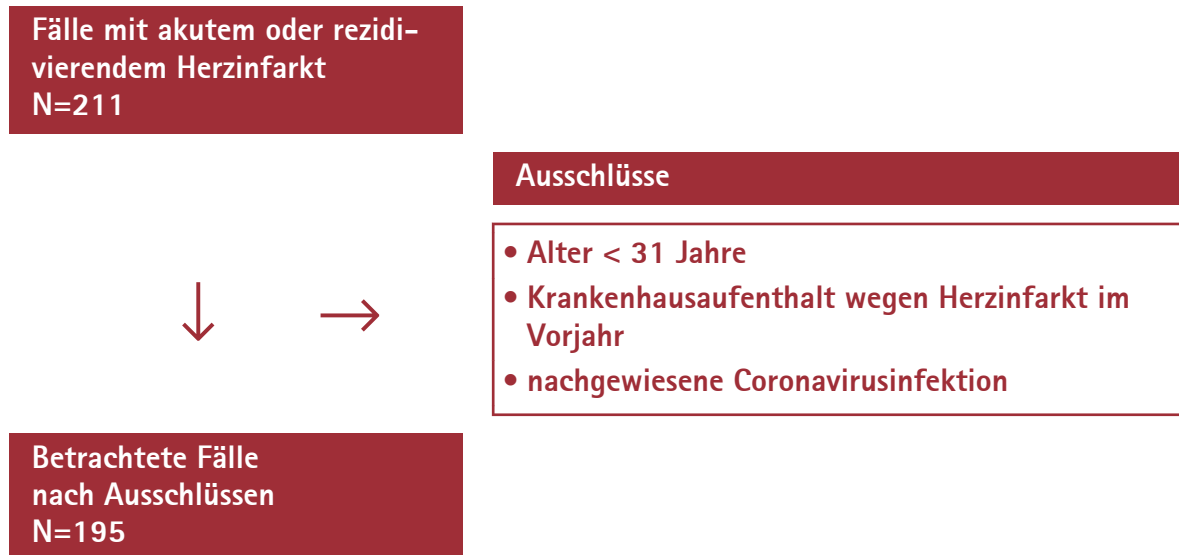 Fälle mit akutem oder rezidi-
vierendem Herzinfarkt
N=211
Ausschlüsse
• Alter < 31 Jahre
• Krankenhausaufenthalt wegen Herzinfarkt im
Vorjahr
• nachgewiesene Coronavirusinfektion
Betrachtete Fälle
nach Ausschlüssen
N=195